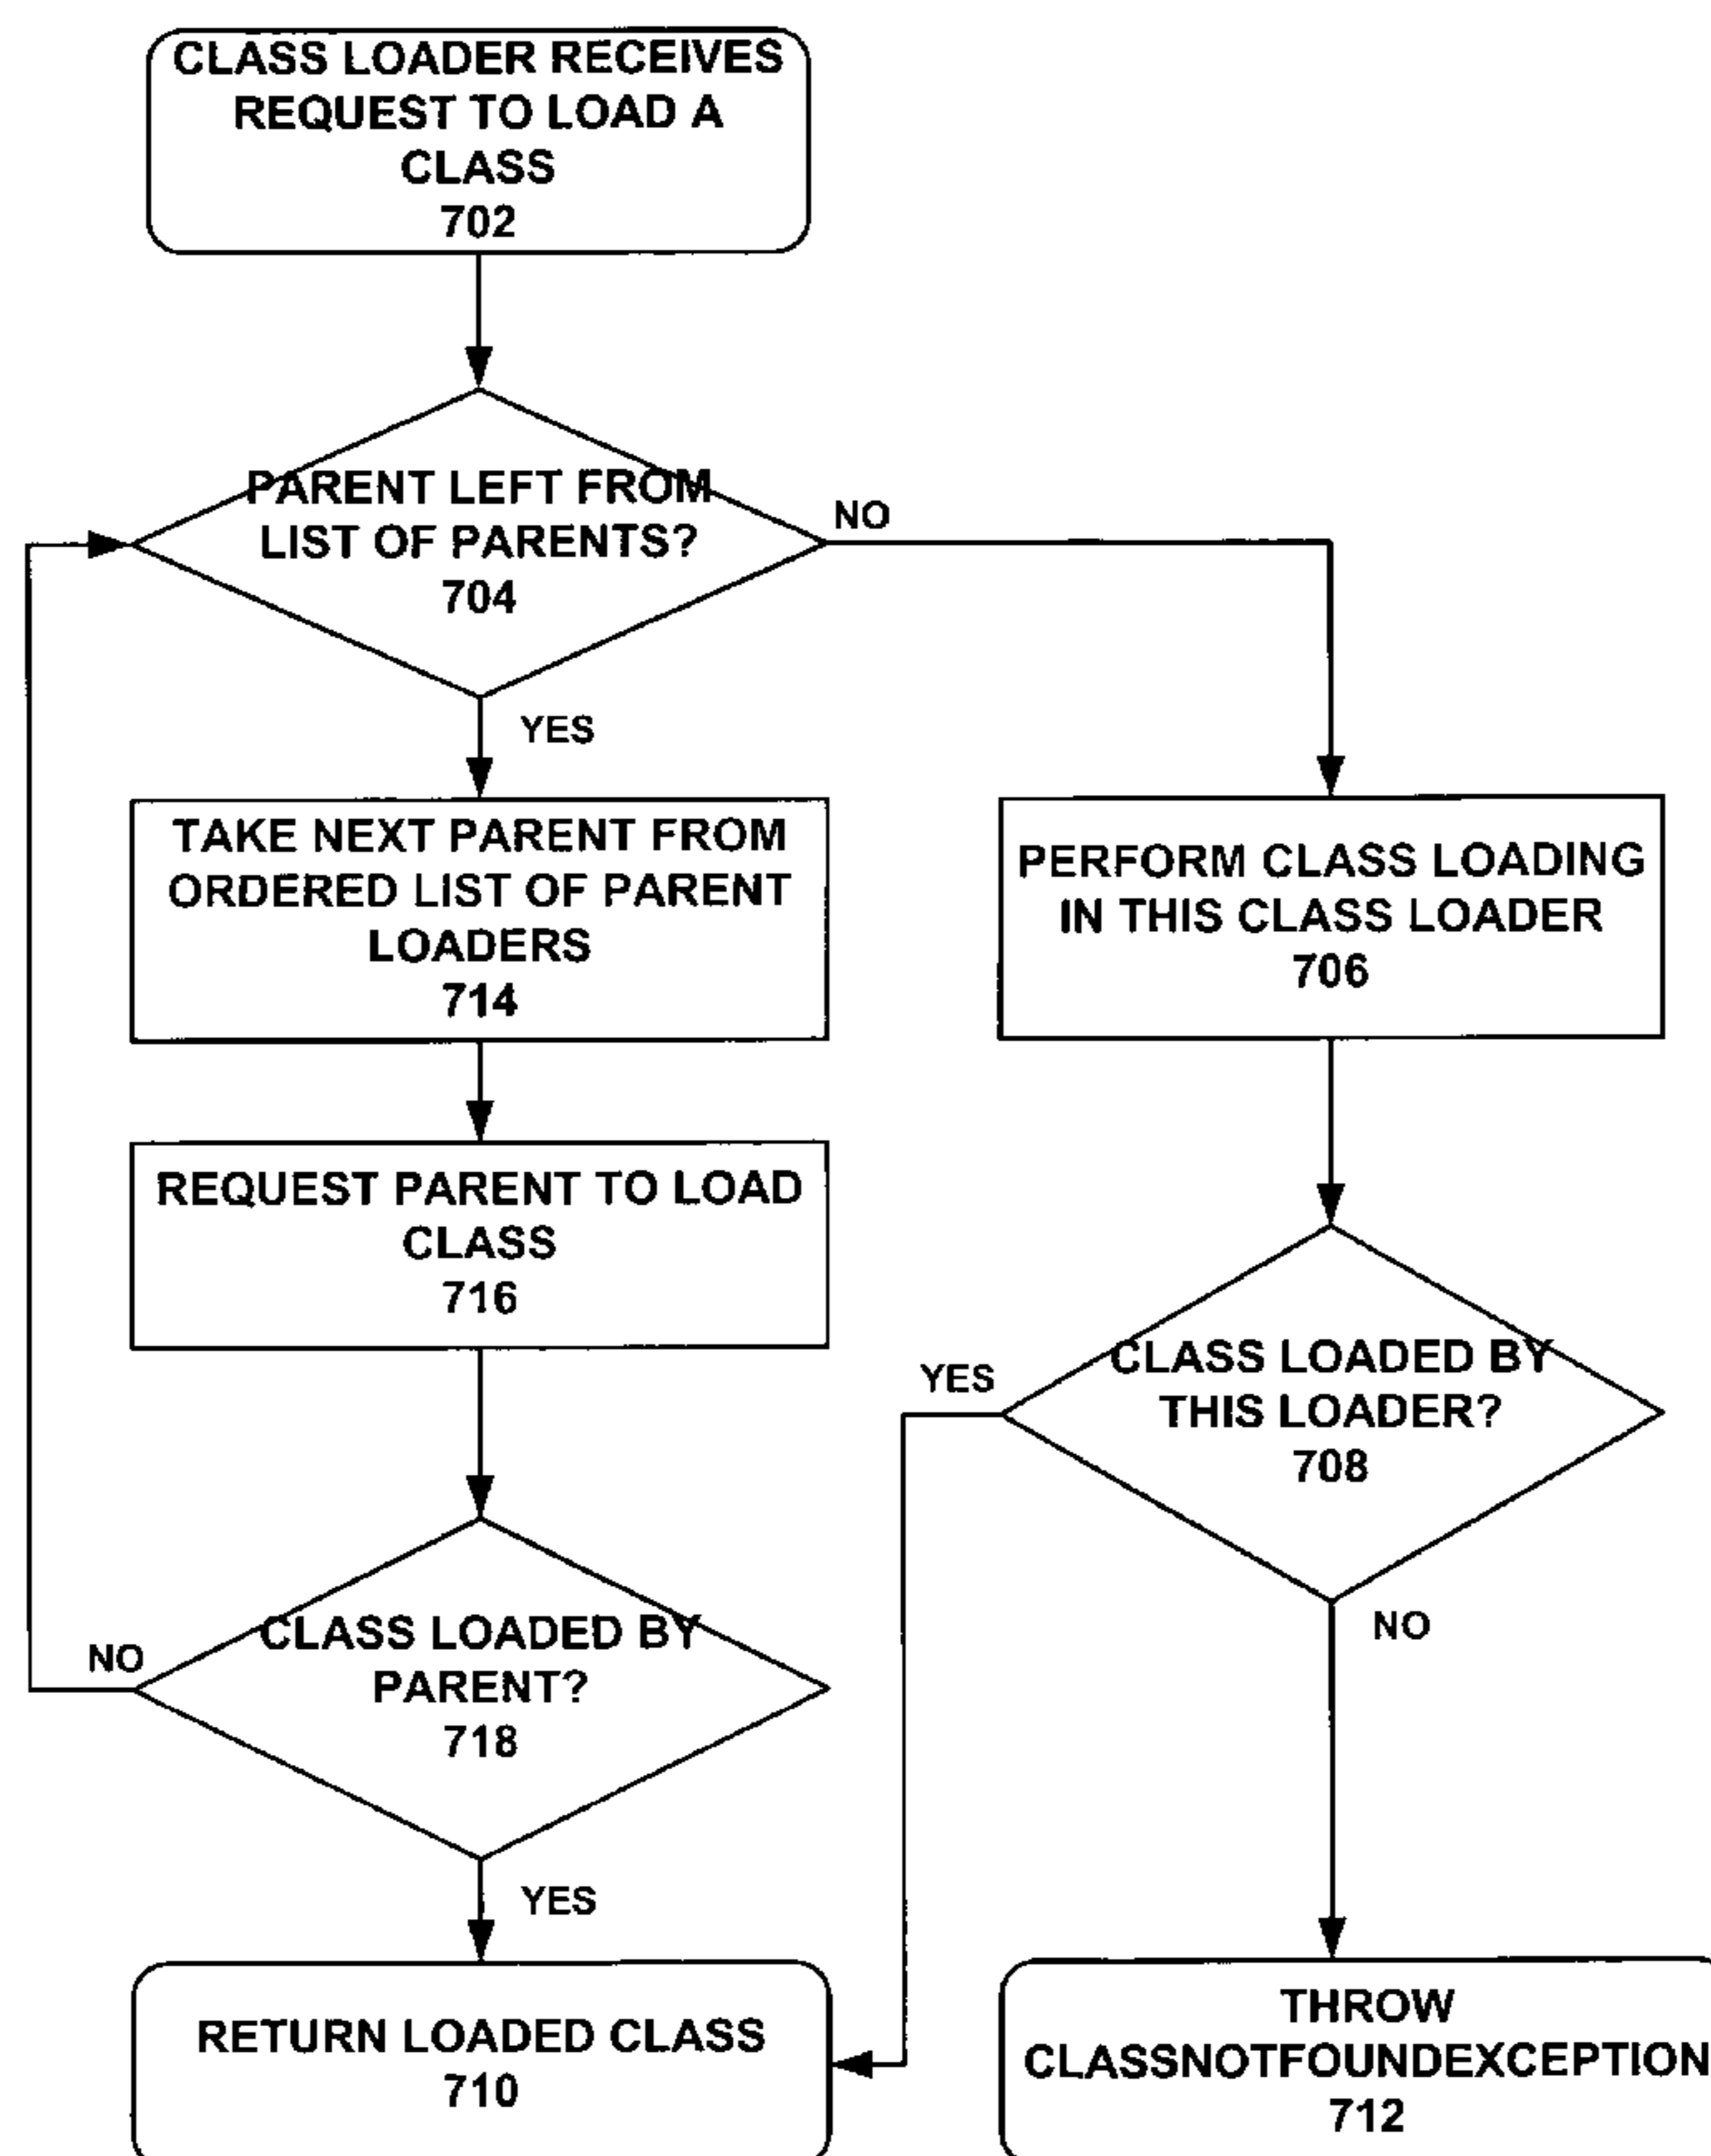 CLASS LOADER RECEIVES
REQUEST TO LOAD A
CLASS
702
PARENT LEFT FROM
LIST OF PARENTS?
704
NO
YES
TAKE NEXT PARENT FROM
ORDERED LIST OF PARENT
LOADERS
714
PERFORM CLASS LOADING
IN THIS CLASS LOADER
706
REQUEST PARENT TO LOAD
CLASS
716
YES
CLASS LOADED BY
THIS LOADER?
708
NO
NO
CLASS LOADED BY
PARENT?
718
YES
RETURN LOADED CLASS
710
THROW
CLASSNOTFOUNDEXCEPTION
712